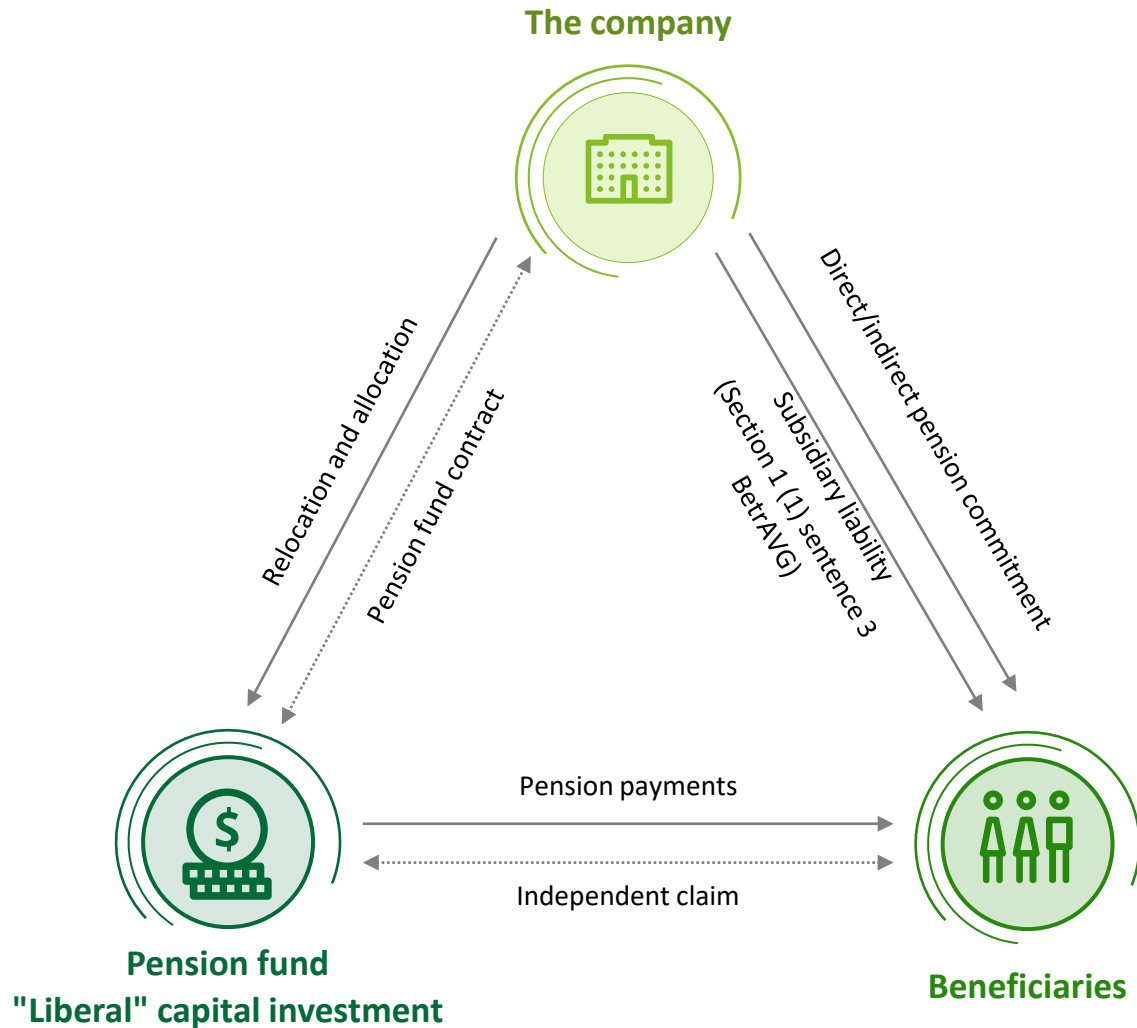 The company
Relocation and allocation
Pension fund contract
Subsidiary liability
(Section 1 (1) sentence 3
BetrAVG)
Direct/indirect pension commitment
$
Pension payments
Independent claim
Pension fund
"Liberal" capital investment
Beneficiaries